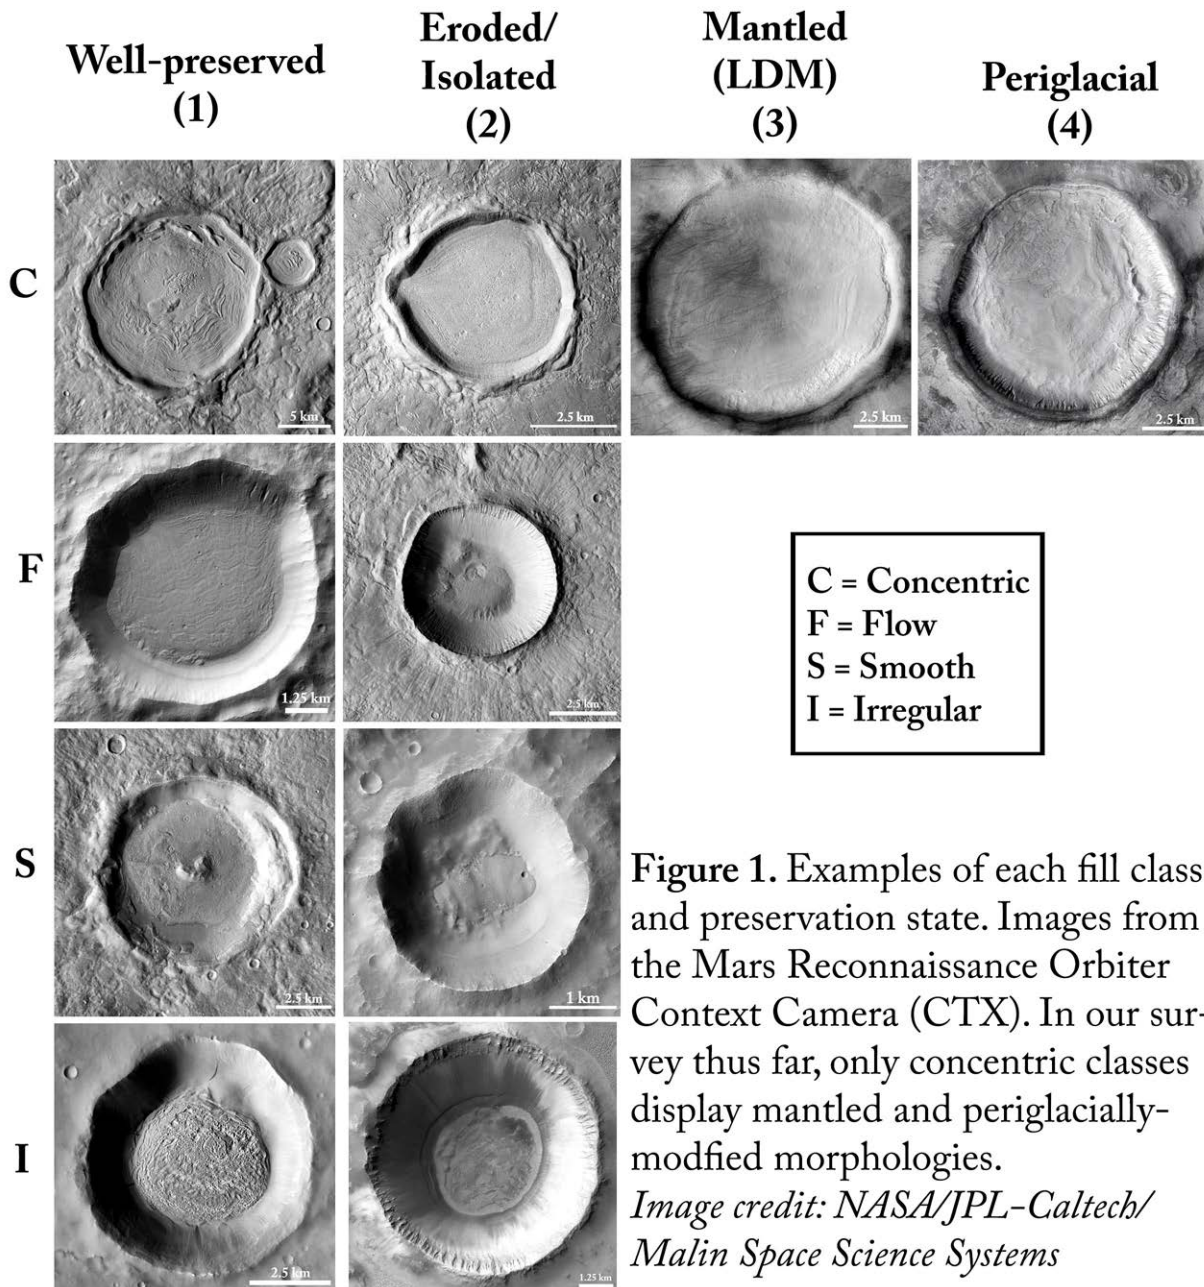 Well-preserved
(1)
Eroded/
Isolated
(2)
Mantled
(LDM)
(3)
Periglacial
(4)
C
5 km
2.5 km
2.5 km
2.5 km
F
1.25 km
2.5 km
C = Concentric
F = Flow
S = Smooth
I = Irregular
S
2.5 km
1 km
I
2.5 km
1.25 km
Figure 1. Examples of each fill class
and preservation state. Images from
the Mars Reconnaissance Orbiter
Context Camera (CTX). In our sur-
vey thus far, only concentric classes
display mantled and periglacially-
modfied morphologies.
Image credit: NASA/JPL-Caltech/
Malin Space Science Systems